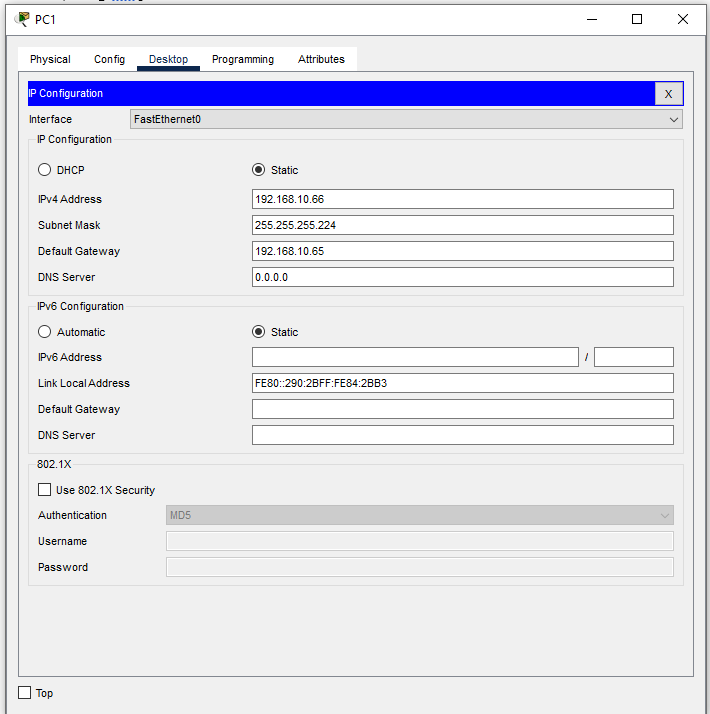 PC1
Physical Config Desktop Programming Attributes
IP Configuration X
Interface FastEthernet0
IP Configuration
DHCP Static
IPv4 Address 192.168.10.66
Subnet Mask 255.255.255.224
Default Gateway 192.168.10.65
DNS Server 0.0.0.0
IPv6 Configuration
Automatic Static
IPv6 Address /
Link Local Address FE80::290:2BFF:FE84:2BB3
Default Gateway
DNS Server
802.1X
Use 802.1X Security
Authentication MD5
Username
Password
Top